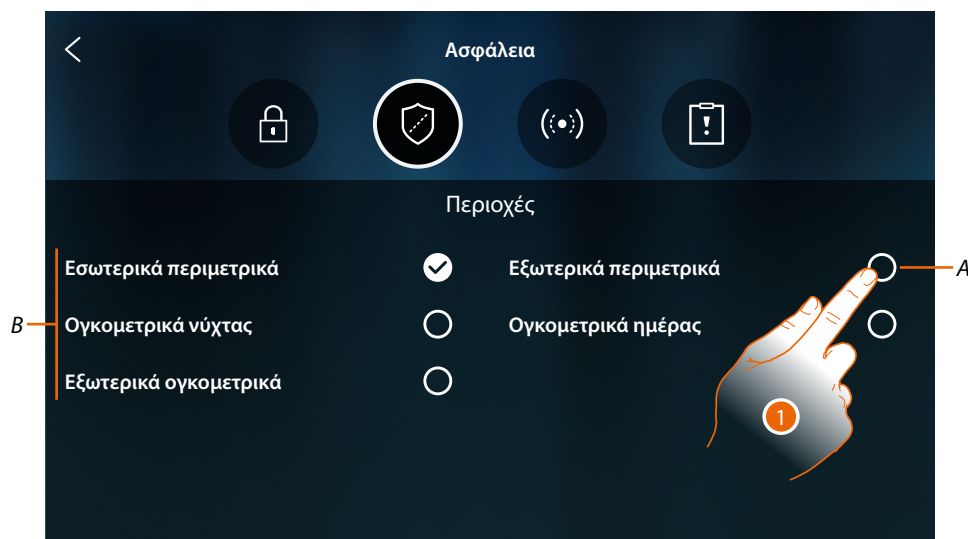 Ασφάλεια
Περιοχές
Εσωτερικά περιμετρικά
Εξωτερικά περιμετρικά
A
B
Ογκομετρικά νύχτας
Ογκομετρικά ημέρας
Εξωτερικά ογκομετρικά
1